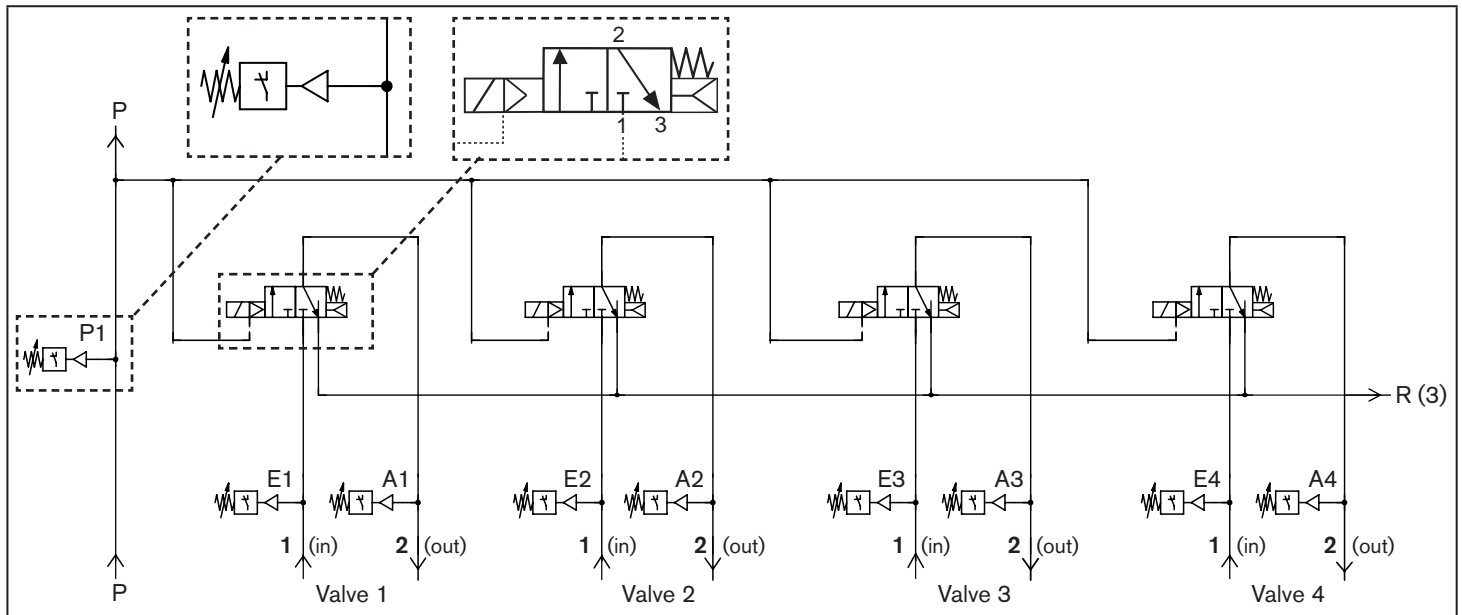 2
1
3
P
P1
R (3)
E1 A1 E2 A2 E3 A3 E4 A4
1 (in) 2 (out) 1 (in) 2 (out) 1 (in) 2 (out) 1 (in) 2 (out)
P Valve 1 Valve 2 Valve 3 Valve 4